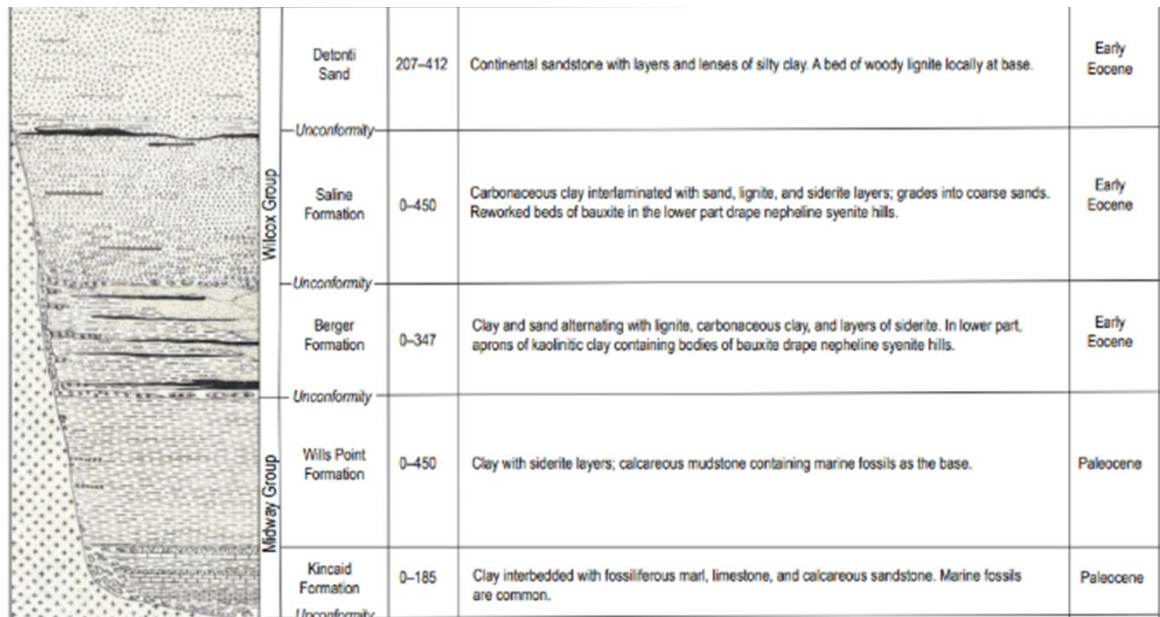 Detonti
Sand
207–412
Continental sandstone with layers and lenses of silty clay. A bed of woody lignite locally at base.
Early
Eocene
Unconformity
Wilcox Group
Saline
Formation
0–450
Carbonaceous clay interlaminated with sand, lignite, and siderite layers; grades into coarse sands.
Reworked beds of bauxite in the lower part drape nepheline syenite hills.
Early
Eocene
Unconformity
Berger
Formation
0–347
Clay and sand alternating with lignite, carbonaceous clay, and layers of siderite. In lower part,
aprons of kaolinitic clay containing bodies of bauxite drape nepheline syenite hills.
Early
Eocene
Unconformity
Midway Group
Wills Point
Formation
0–450
Clay with siderite layers; calcareous mudstone containing marine fossils as the base.
Paleocene
Kincaid
Formation
0–185
Clay interbedded with fossiliferous marl, limestone, and calcareous sandstone. Marine fossils
are common.
Paleocene
Unconformity